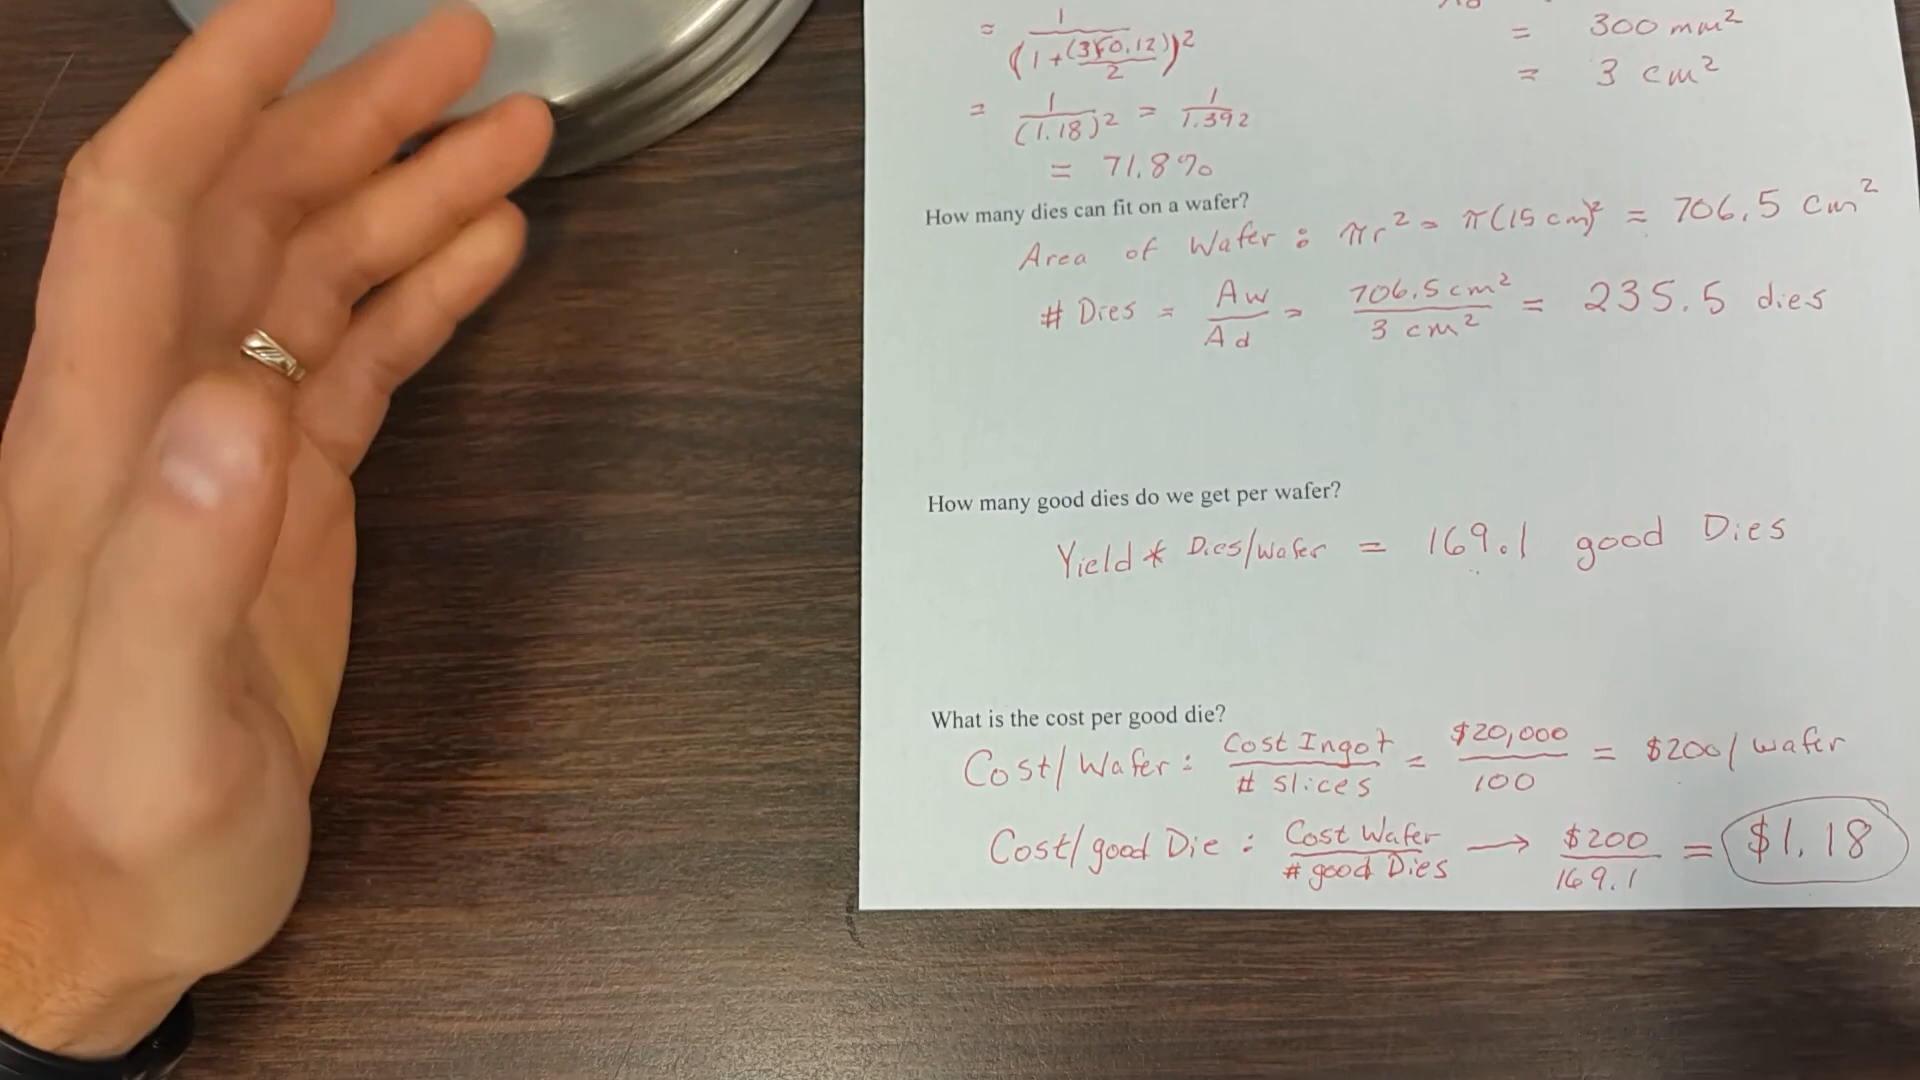 = 1 / (1 + (3(0.12))/2)²
= 300 mm²
= 3 cm²
= 1/(1.18)² = 1/1.392
= 71.8%
How many dies can fit on a wafer?
Area of Wafer : πr² = π(15 cm)² = 706.5 cm²
# Dies = Aw/Ad = 706.5 cm²/3 cm² = 235.5 dies
How many good dies do we get per wafer?
Yield * Dies/wafer = 169.1 good Dies
What is the cost per good die?
Cost/Wafer : Cost Ingot/# slices = $20,000/100 = $200/wafer
Cost/good Die : Cost Wafer/# good Dies → $200/169.1 = $1.18